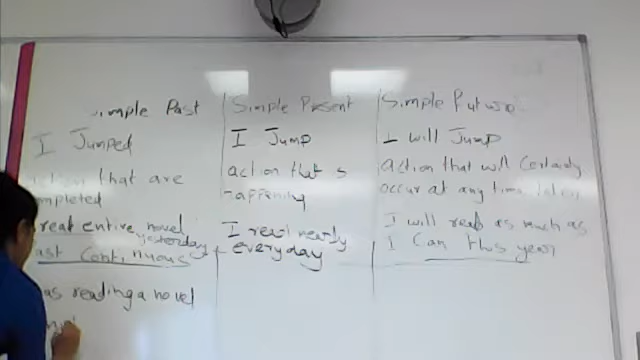 Simple Past
I Jumped
action that are
completed
read entire novel
yesterday
Past Continuous
was reading a novel
Simple Present
I Jump
action that s
happening
I read nearly
everyday
Simple Future
I will Jump
Action that will Certainly
occur at any time later
I will read as much as
I Can this year